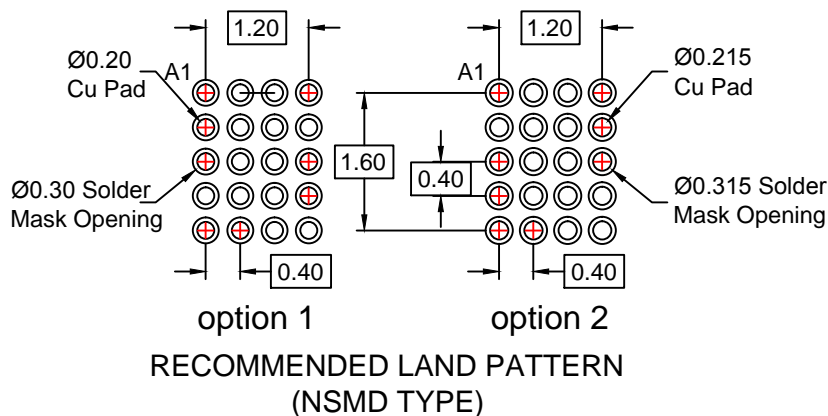 1.20
1.20
Ø0.20
Cu Pad
A1
A1
Ø0.215
Cu Pad
1.60
0.40
Ø0.30 Solder
Mask Opening
Ø0.315 Solder
Mask Opening
0.40
0.40
option 1
option 2
RECOMMENDED LAND PATTERN
(NSMD TYPE)